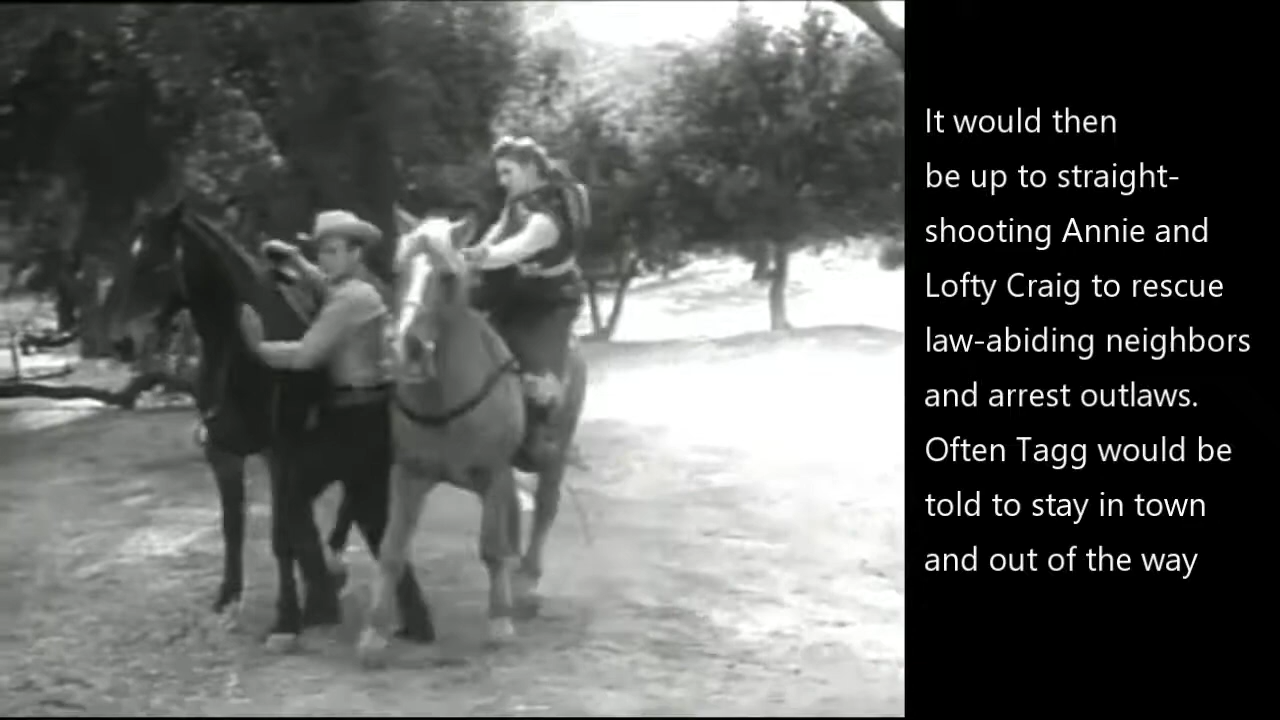 It would then
be up to straight-
shooting Annie and
Lofty Craig to rescue
law-abiding neighbors
and arrest outlaws.
Often Tagg would be
told to stay in town
and out of the way